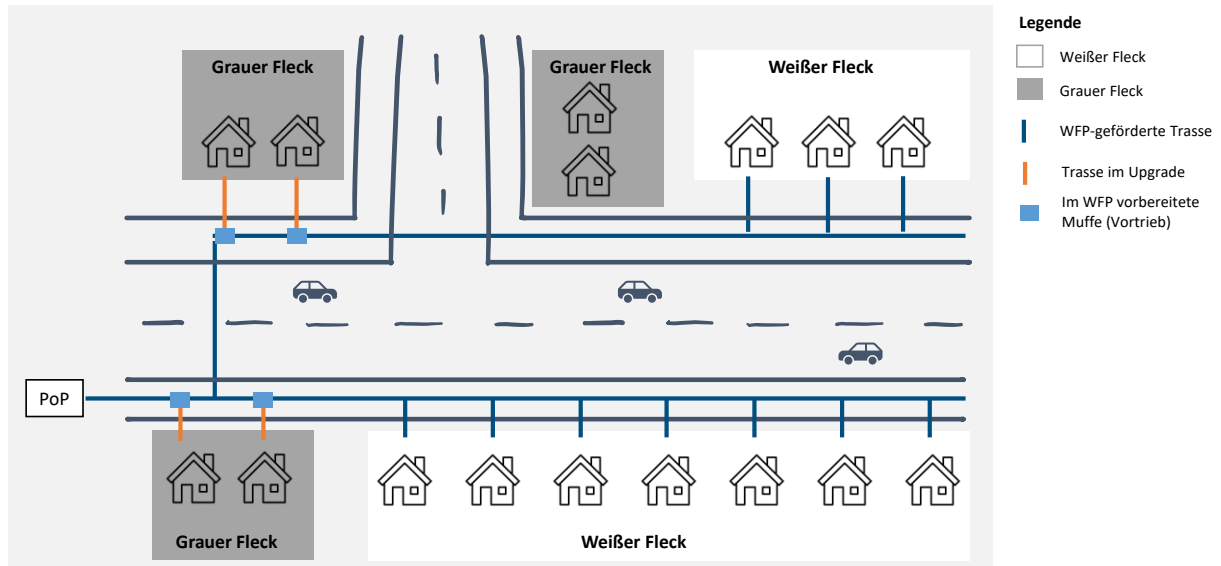 Grauer Fleck
Grauer Fleck
Weißer Fleck
PoP
Grauer Fleck
Weißer Fleck
Legende
Weißer Fleck
Grauer Fleck
WFP-geförderte Trasse
Trasse im Upgrade
Im WFP vorbereitete
Muffe (Vortrieb)